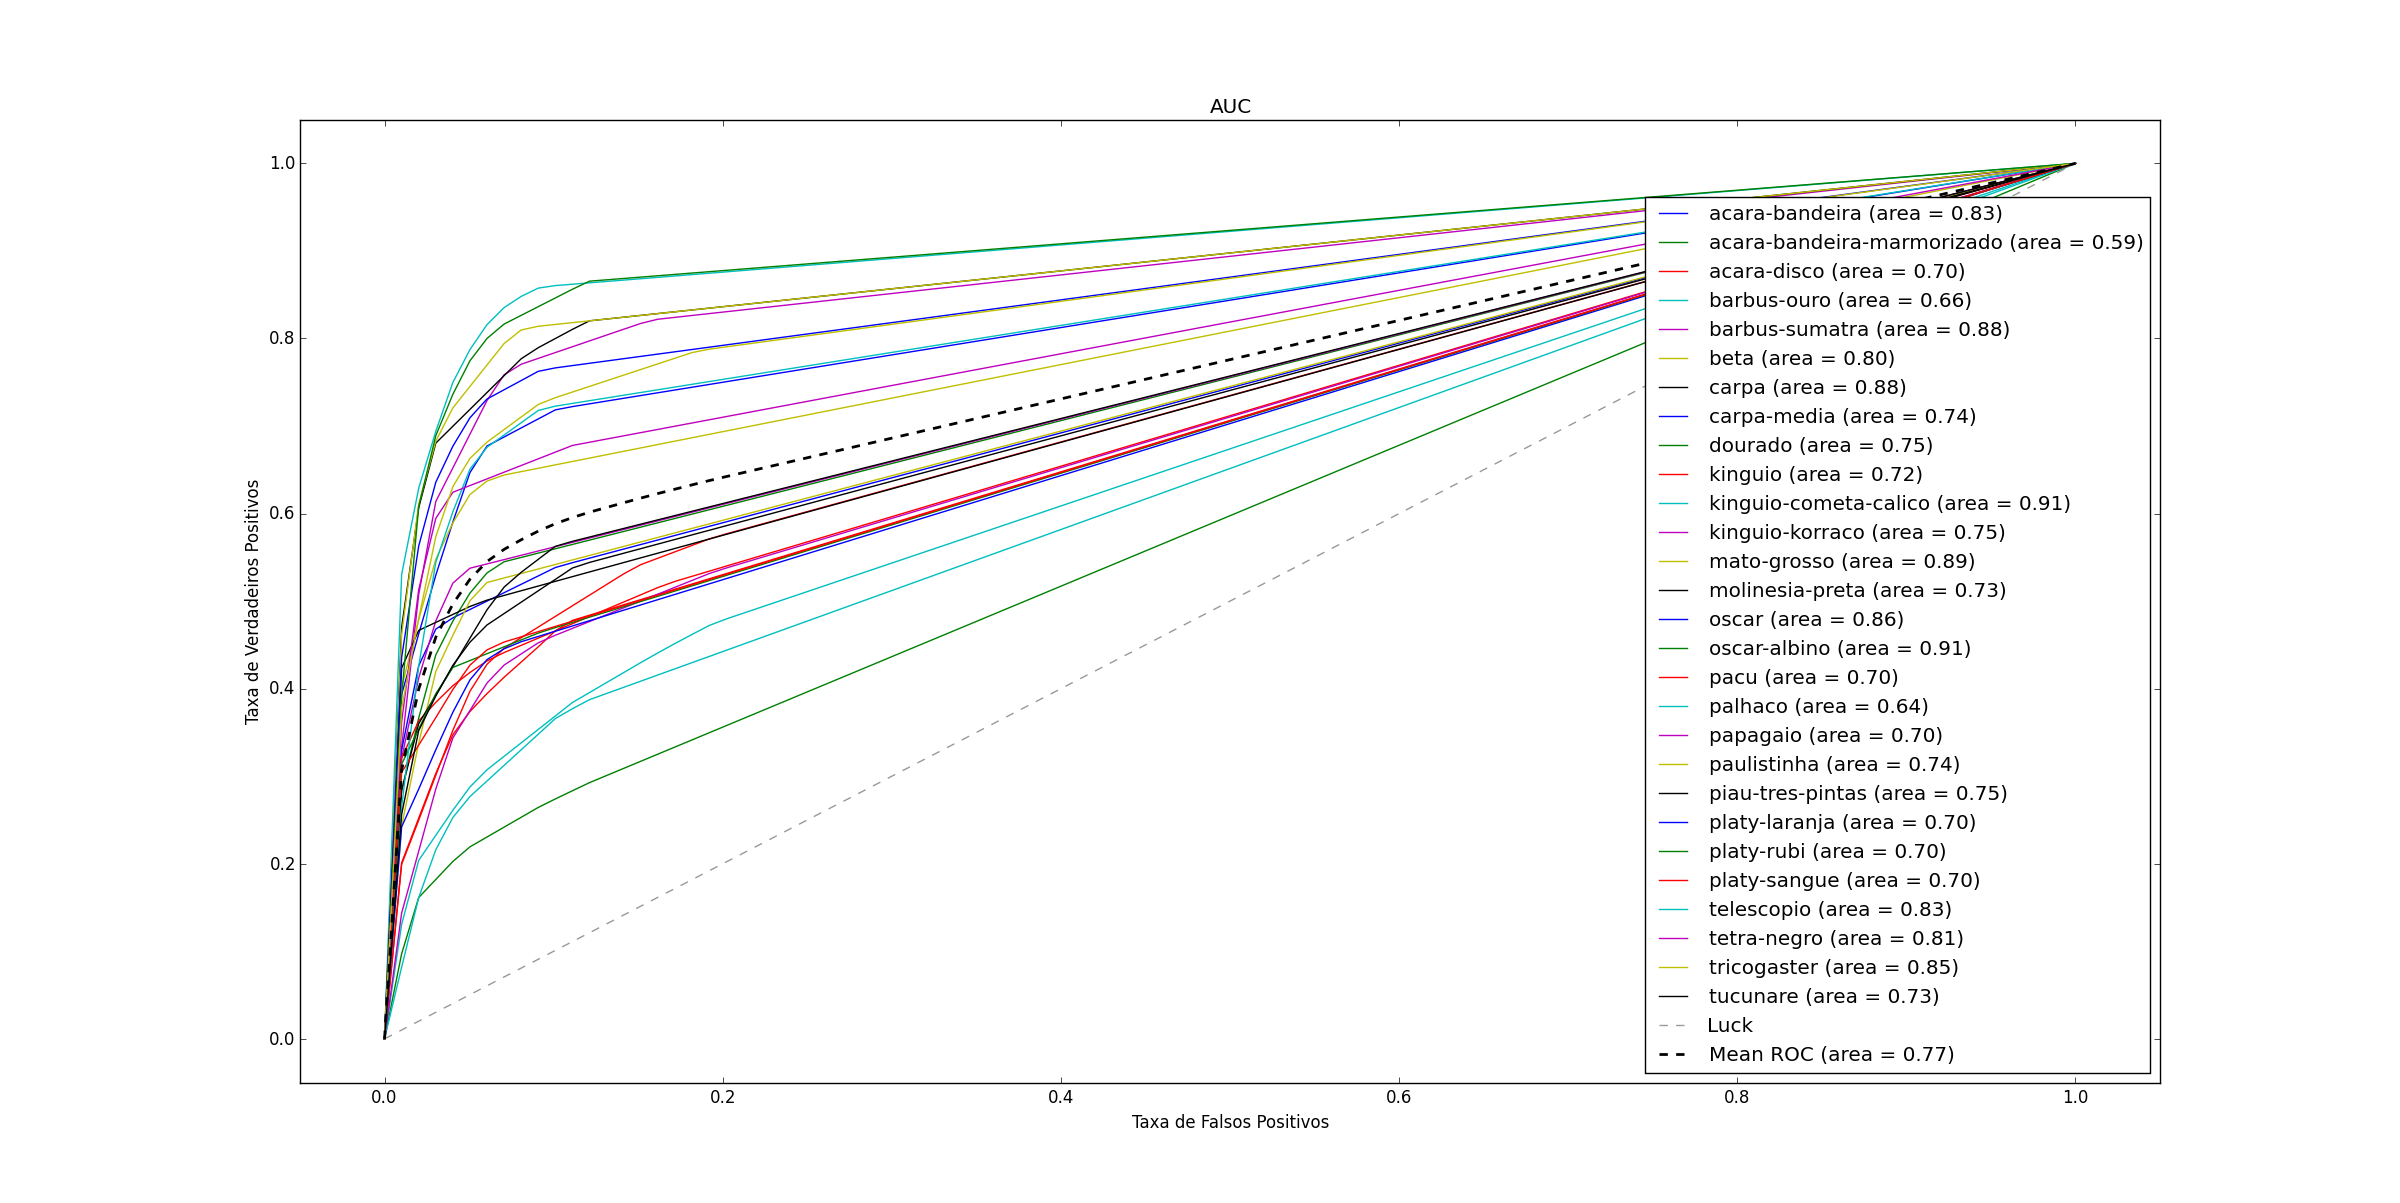 AUC
1.0
0.8
0.6
0.4
0.2
0.0
Taxa de Verdadeiros Positivos
acara-bandeira (area = 0.83)
acara-bandeira-marmorizado (area = 0.59)
acara-disco (area = 0.70)
barbus-ouro (area = 0.66)
barbus-sumatra (area = 0.88)
beta (area = 0.80)
carpa (area = 0.88)
carpa-media (area = 0.74)
dourado (area = 0.75)
kinguio (area = 0.72)
kinguio-cometa-calico (area = 0.91)
kinguio-korraco (area = 0.75)
mato-grosso (area = 0.89)
molinesia-preta (area = 0.73)
oscar (area = 0.86)
oscar-albino (area = 0.91)
pacu (area = 0.70)
palhaco (area = 0.64)
papagaio (area = 0.70)
paulistinha (area = 0.74)
piau-tres-pintas (area = 0.75)
platy-laranja (area = 0.70)
platy-rubi (area = 0.70)
platy-sangue (area = 0.70)
telescopio (area = 0.83)
tetra-negro (area = 0.81)
tricogaster (area = 0.85)
tucunare (area = 0.73)
Luck
Mean ROC (area = 0.77)
0.0 0.2 0.4 0.6 0.8 1.0
Taxa de Falsos Positivos